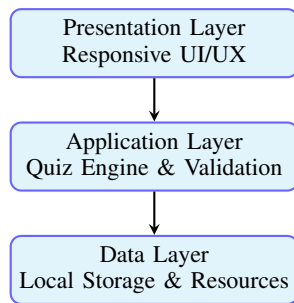 Presentation Layer
Responsive UI/UX
Application Layer
Quiz Engine & Validation
Data Layer
Local Storage & Resources